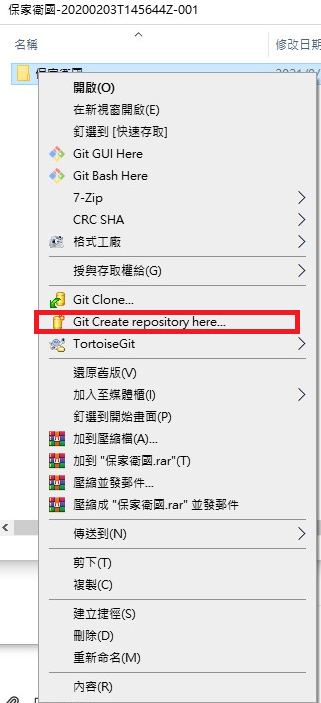 保家衛國-20200203T145644Z-001
名稱
修改日期
保家衛國
開啟(O)
在新視窗開啟(E)
釘選到 [快速存取]
Git GUI Here
Git Bash Here
7-Zip
CRC SHA
格式工廠
授與存取權給(G)
Git Clone...
Git Create repository here...
TortoiseGit
還原舊版(V)
加入至媒體櫃(I)
釘選到開始畫面(P)
加到壓縮檔(A)...
加到 "保家衛國.rar"(T)
壓縮並發郵件...
壓縮成 "保家衛國.rar" 並發郵件
傳送到(N)
剪下(T)
複製(C)
建立捷徑(S)
刪除(D)
重新命名(M)
內容(R)